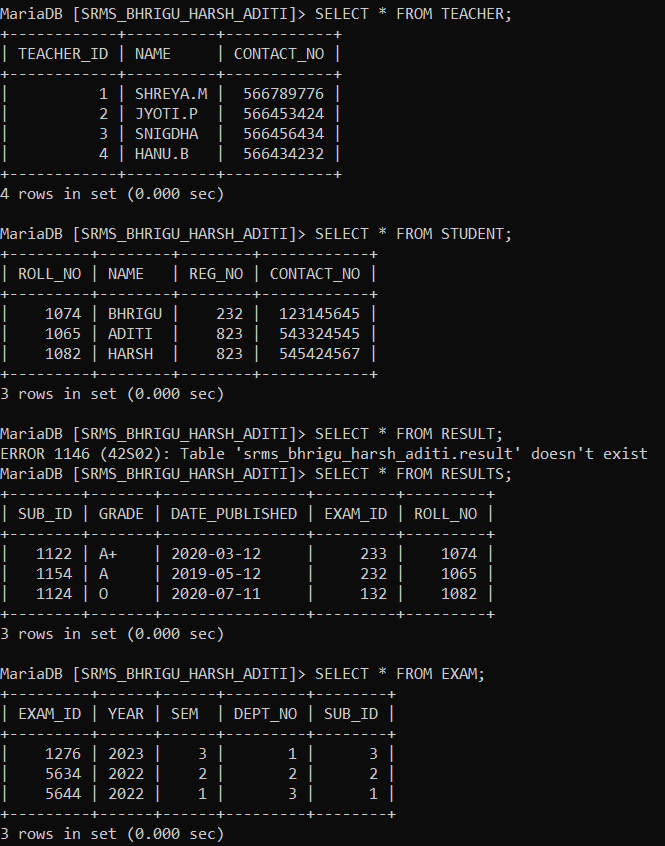 MariaDB [SRMS_BHRIGU_HARSH_ADITI]> SELECT * FROM TEACHER;
+------------+----------+------------+
| TEACHER_ID | NAME     | CONTACT_NO |
+------------+----------+------------+
|          1 | SHREYA.M |  566789776 |
|          2 | JYOTI.P  |  566453424 |
|          3 | SNIGDHA  |  566456434 |
|          4 | HANU.B   |  566434232 |
+------------+----------+------------+
4 rows in set (0.000 sec)
MariaDB [SRMS_BHRIGU_HARSH_ADITI]> SELECT * FROM STUDENT;
+---------+--------+--------+------------+
| ROLL_NO | NAME   | REG_NO | CONTACT_NO |
+---------+--------+--------+------------+
|    1074 | BHRIGU |    232 |  123145645 |
|    1065 | ADITI  |    823 |  543324545 |
|    1082 | HARSH  |    823 |  545424567 |
+---------+--------+--------+------------+
3 rows in set (0.000 sec)
MariaDB [SRMS_BHRIGU_HARSH_ADITI]> SELECT * FROM RESULT;
ERROR 1146 (42S02): Table 'srms_bhrigu_harsh_aditi.result' doesn't exist
MariaDB [SRMS_BHRIGU_HARSH_ADITI]> SELECT * FROM RESULTS;
+--------+-------+----------------+---------+---------+
| SUB_ID | GRADE | DATE_PUBLISHED | EXAM_ID | ROLL_NO |
+--------+-------+----------------+---------+---------+
|   1122 | A+    | 2020-03-12     |     233 |    1074 |
|   1154 | A     | 2019-05-12     |     232 |    1065 |
|   1124 | O     | 2020-07-11     |     132 |    1082 |
+--------+-------+----------------+---------+---------+
3 rows in set (0.000 sec)
MariaDB [SRMS_BHRIGU_HARSH_ADITI]> SELECT * FROM EXAM;
+---------+------+------+---------+--------+
| EXAM_ID | YEAR | SEM  | DEPT_NO | SUB_ID |
+---------+------+------+---------+--------+
|    1276 | 2023 |    3 |       1 |      3 |
|    5634 | 2022 |    2 |       2 |      2 |
|    5644 | 2022 |    1 |       3 |      1 |
+---------+------+------+---------+--------+
3 rows in set (0.000 sec)